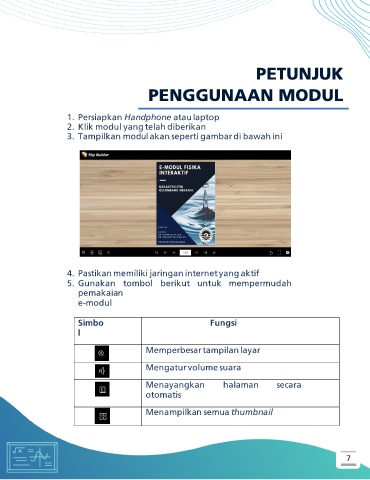 PETUNJUK
PENGGUNAAN MODUL
1. Persiapkan Handphone atau laptop
2. Klik modul yang telah diberikan
3. Tampilkan modul akan seperti gambar di bawah ini
Flip Builder
E-MODUL FISIKA
INTERAKTIF
KARAKTERISTIK
GELOMBANG MEKANIK
4. Pastikan memiliki jaringan internet yang aktif
5. Gunakan tombol berikut untuk mempermudah
pemakaian
e-modul
Simbo
l
Fungsi
Memperbesar tampilan layar
Mengatur volume suara
Menayangkan halaman secara
otomatis
Menampilkan semua thumbnail
7